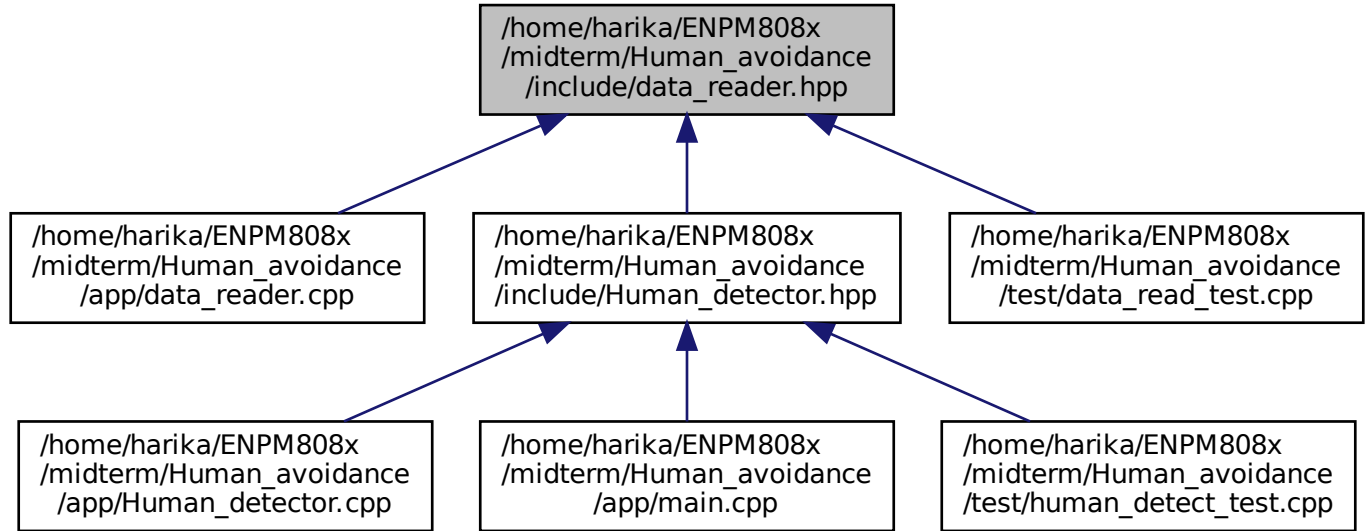 /home/harika/ENPM808x
/midterm/Human_avoidance
/include/data_reader.hpp
/home/harika/ENPM808x
/midterm/Human_avoidance
/app/data_reader.cpp
/home/harika/ENPM808x
/midterm/Human_avoidance
/include/Human_detector.hpp
/home/harika/ENPM808x
/midterm/Human_avoidance
/test/data_read_test.cpp
/home/harika/ENPM808x
/midterm/Human_avoidance
/app/Human_detector.cpp
/home/harika/ENPM808x
/midterm/Human_avoidance
/app/main.cpp
/home/harika/ENPM808x
/midterm/Human_avoidance
/test/human_detect_test.cpp